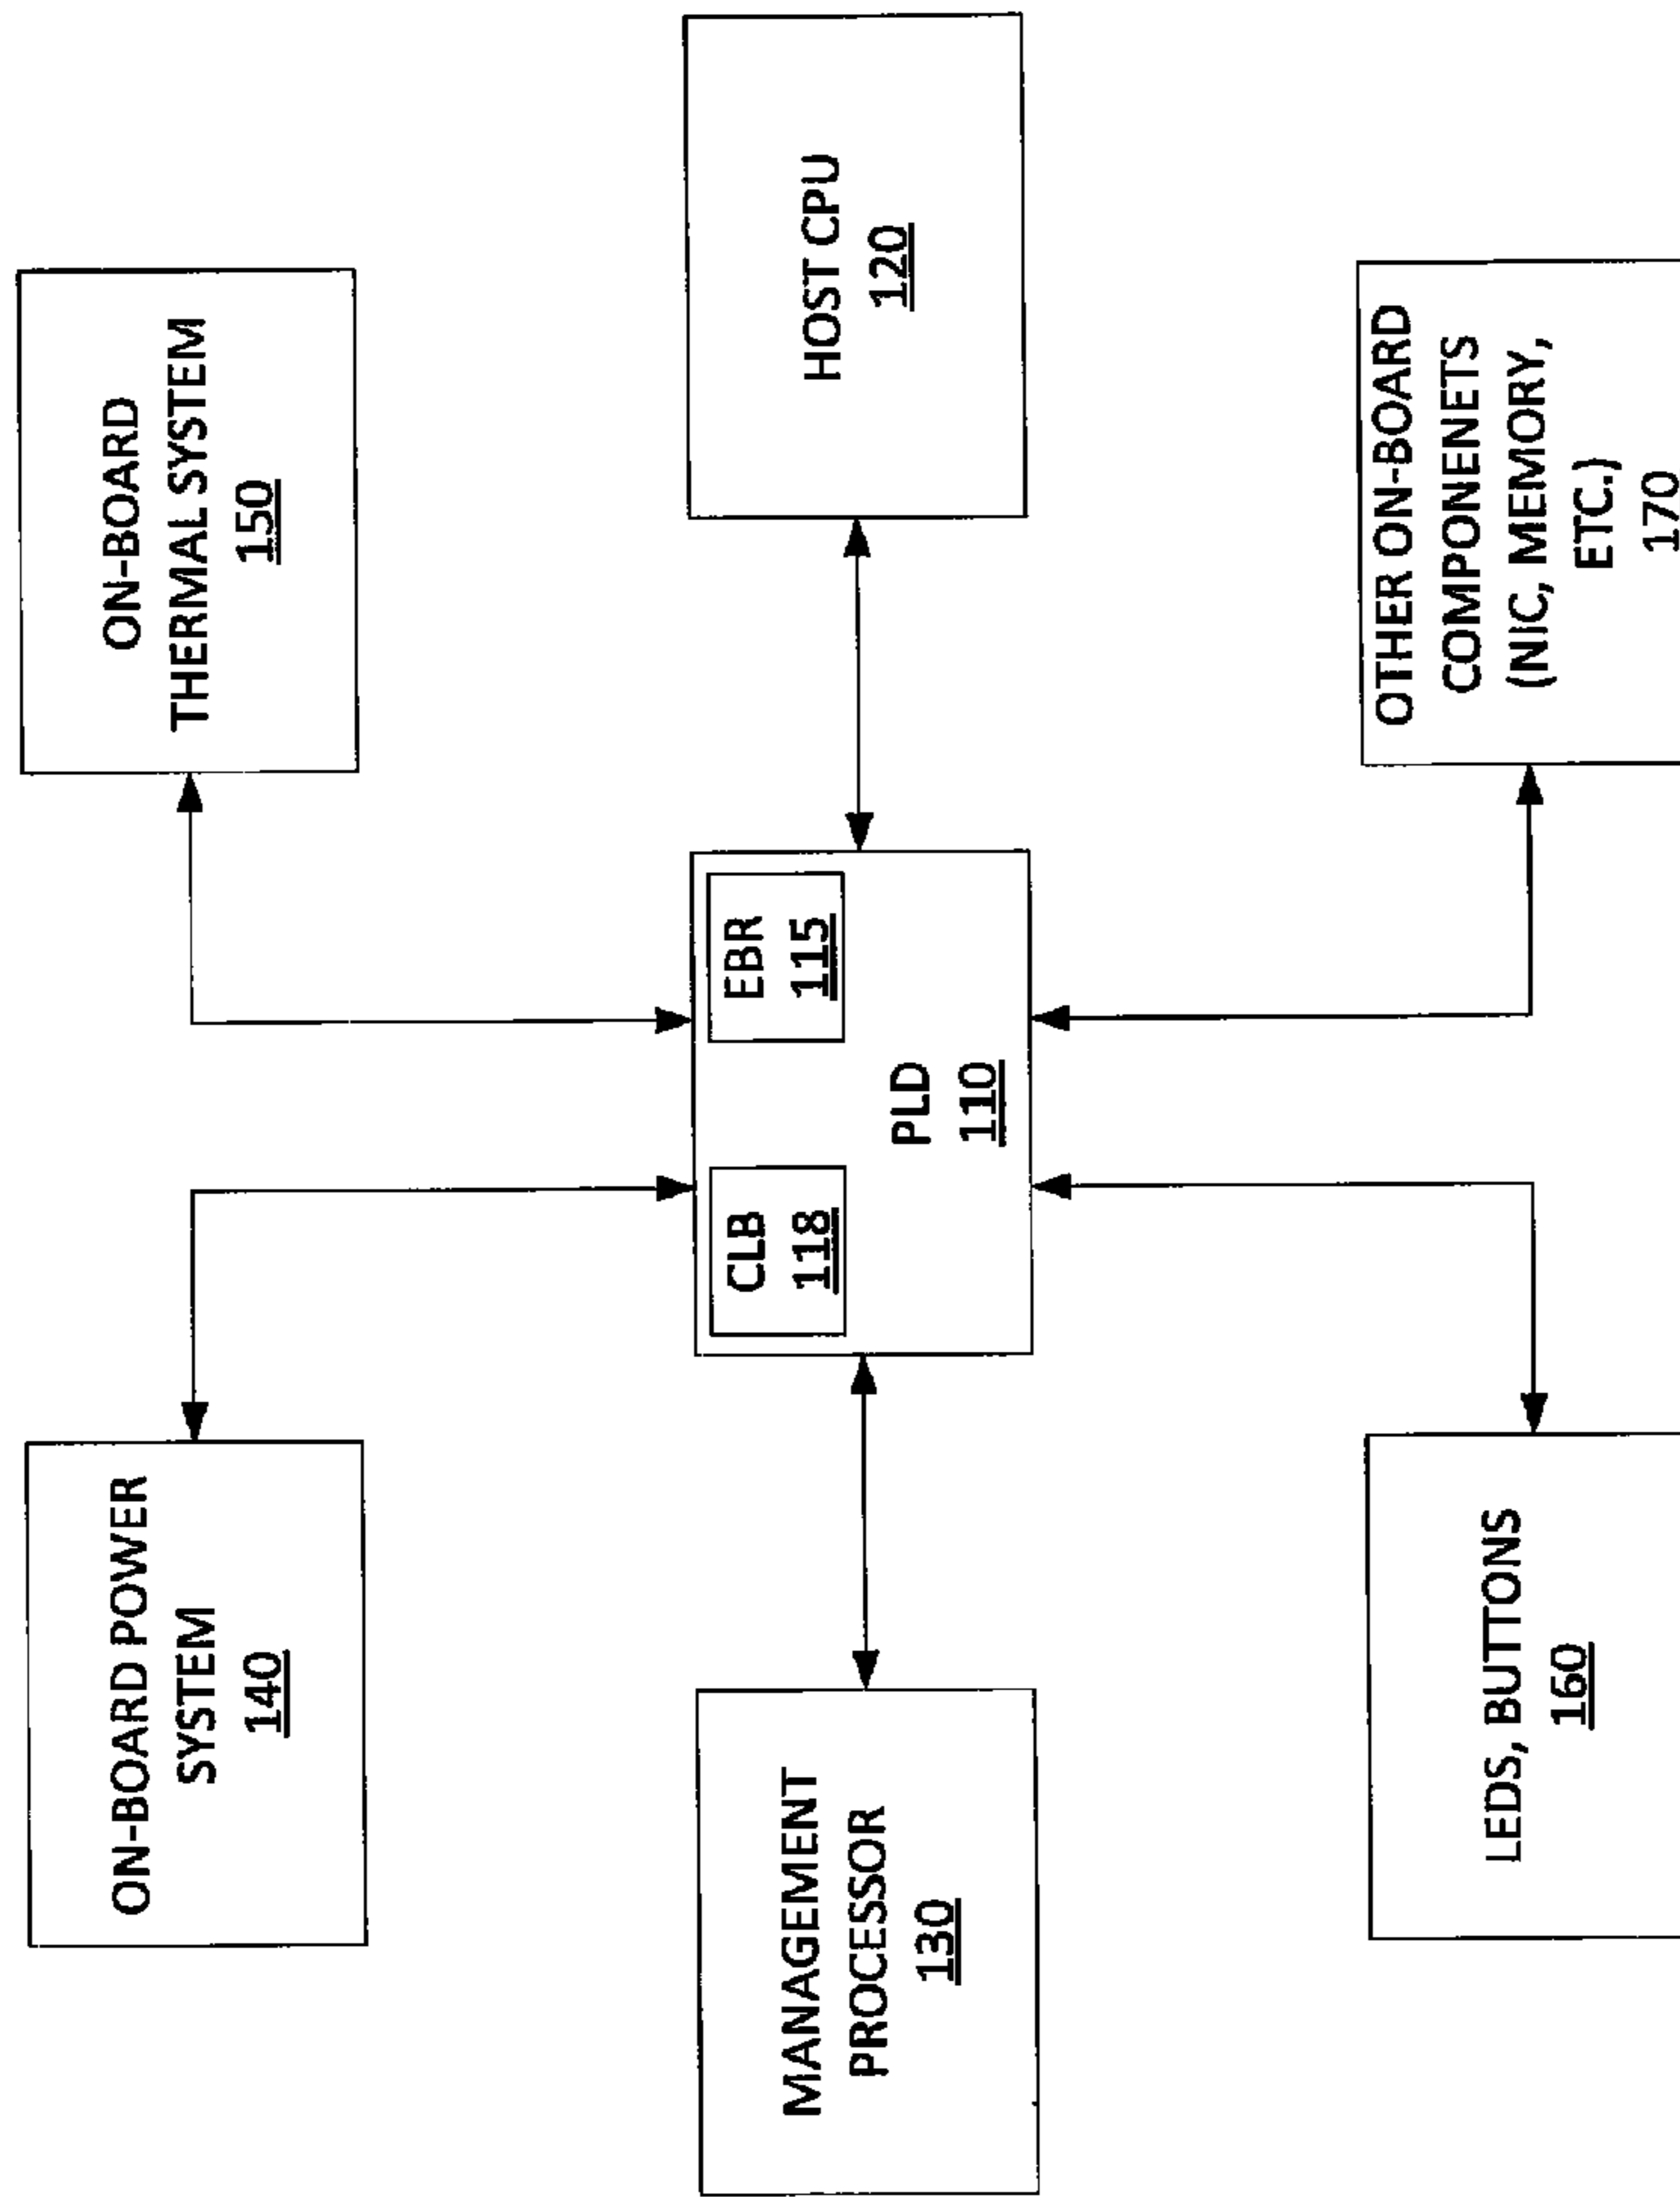 ON-BOARD POWER
SYSTEM
140
ON-BOARD
THERMAL SYSTEM
150
MANAGEMENT
PROCESSOR
130
CLB
118
EBR
115
PLD
110
HOST CPU
120
LEDS, BUTTONS
160
OTHER ON-BOARD
COMPONENETS
(NIC, MEMORY,
ETC.)
170